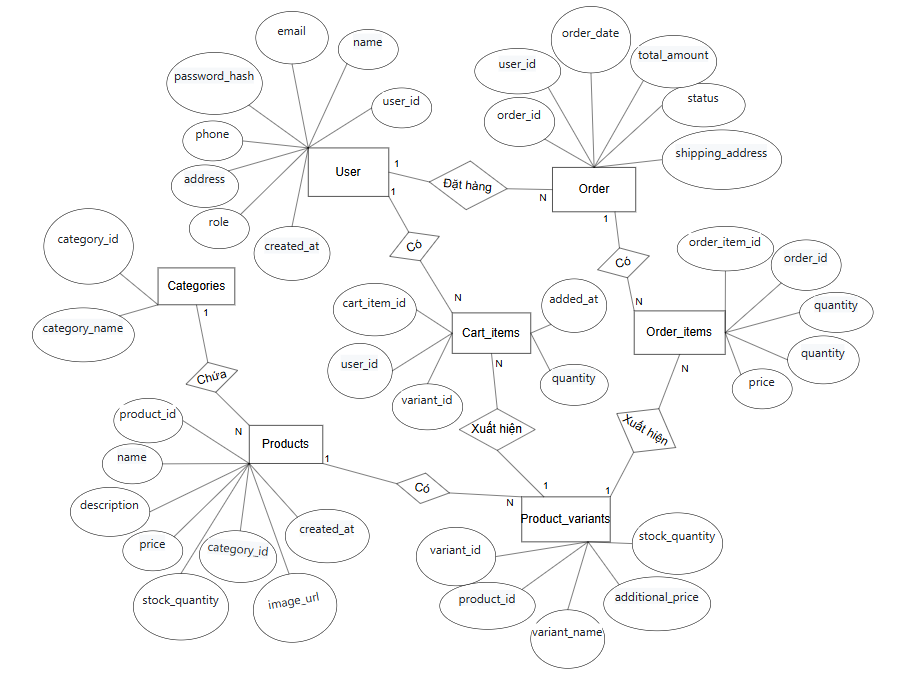 email
name
password_hash
user_id
phone
address
role
created_at
User
1
1
Đặt hàng
N
order_date
user_id
total_amount
order_id
status
shipping_address
Order
1
Có
N
Có
N
category_id
Categories
category_name
1
Chứa
N
cart_item_id
added_at
user_id
variant_id
quantity
Cart_items
N
Xuất hiện
1
order_item_id
order_id
quantity
quantity
price
Order_items
N
Xuất hiện
1
product_id
name
description
price
stock_quantity
category_id
image_url
created_at
Products
1
Có
N
Product_variants
variant_id
product_id
variant_name
additional_price
stock_quantity